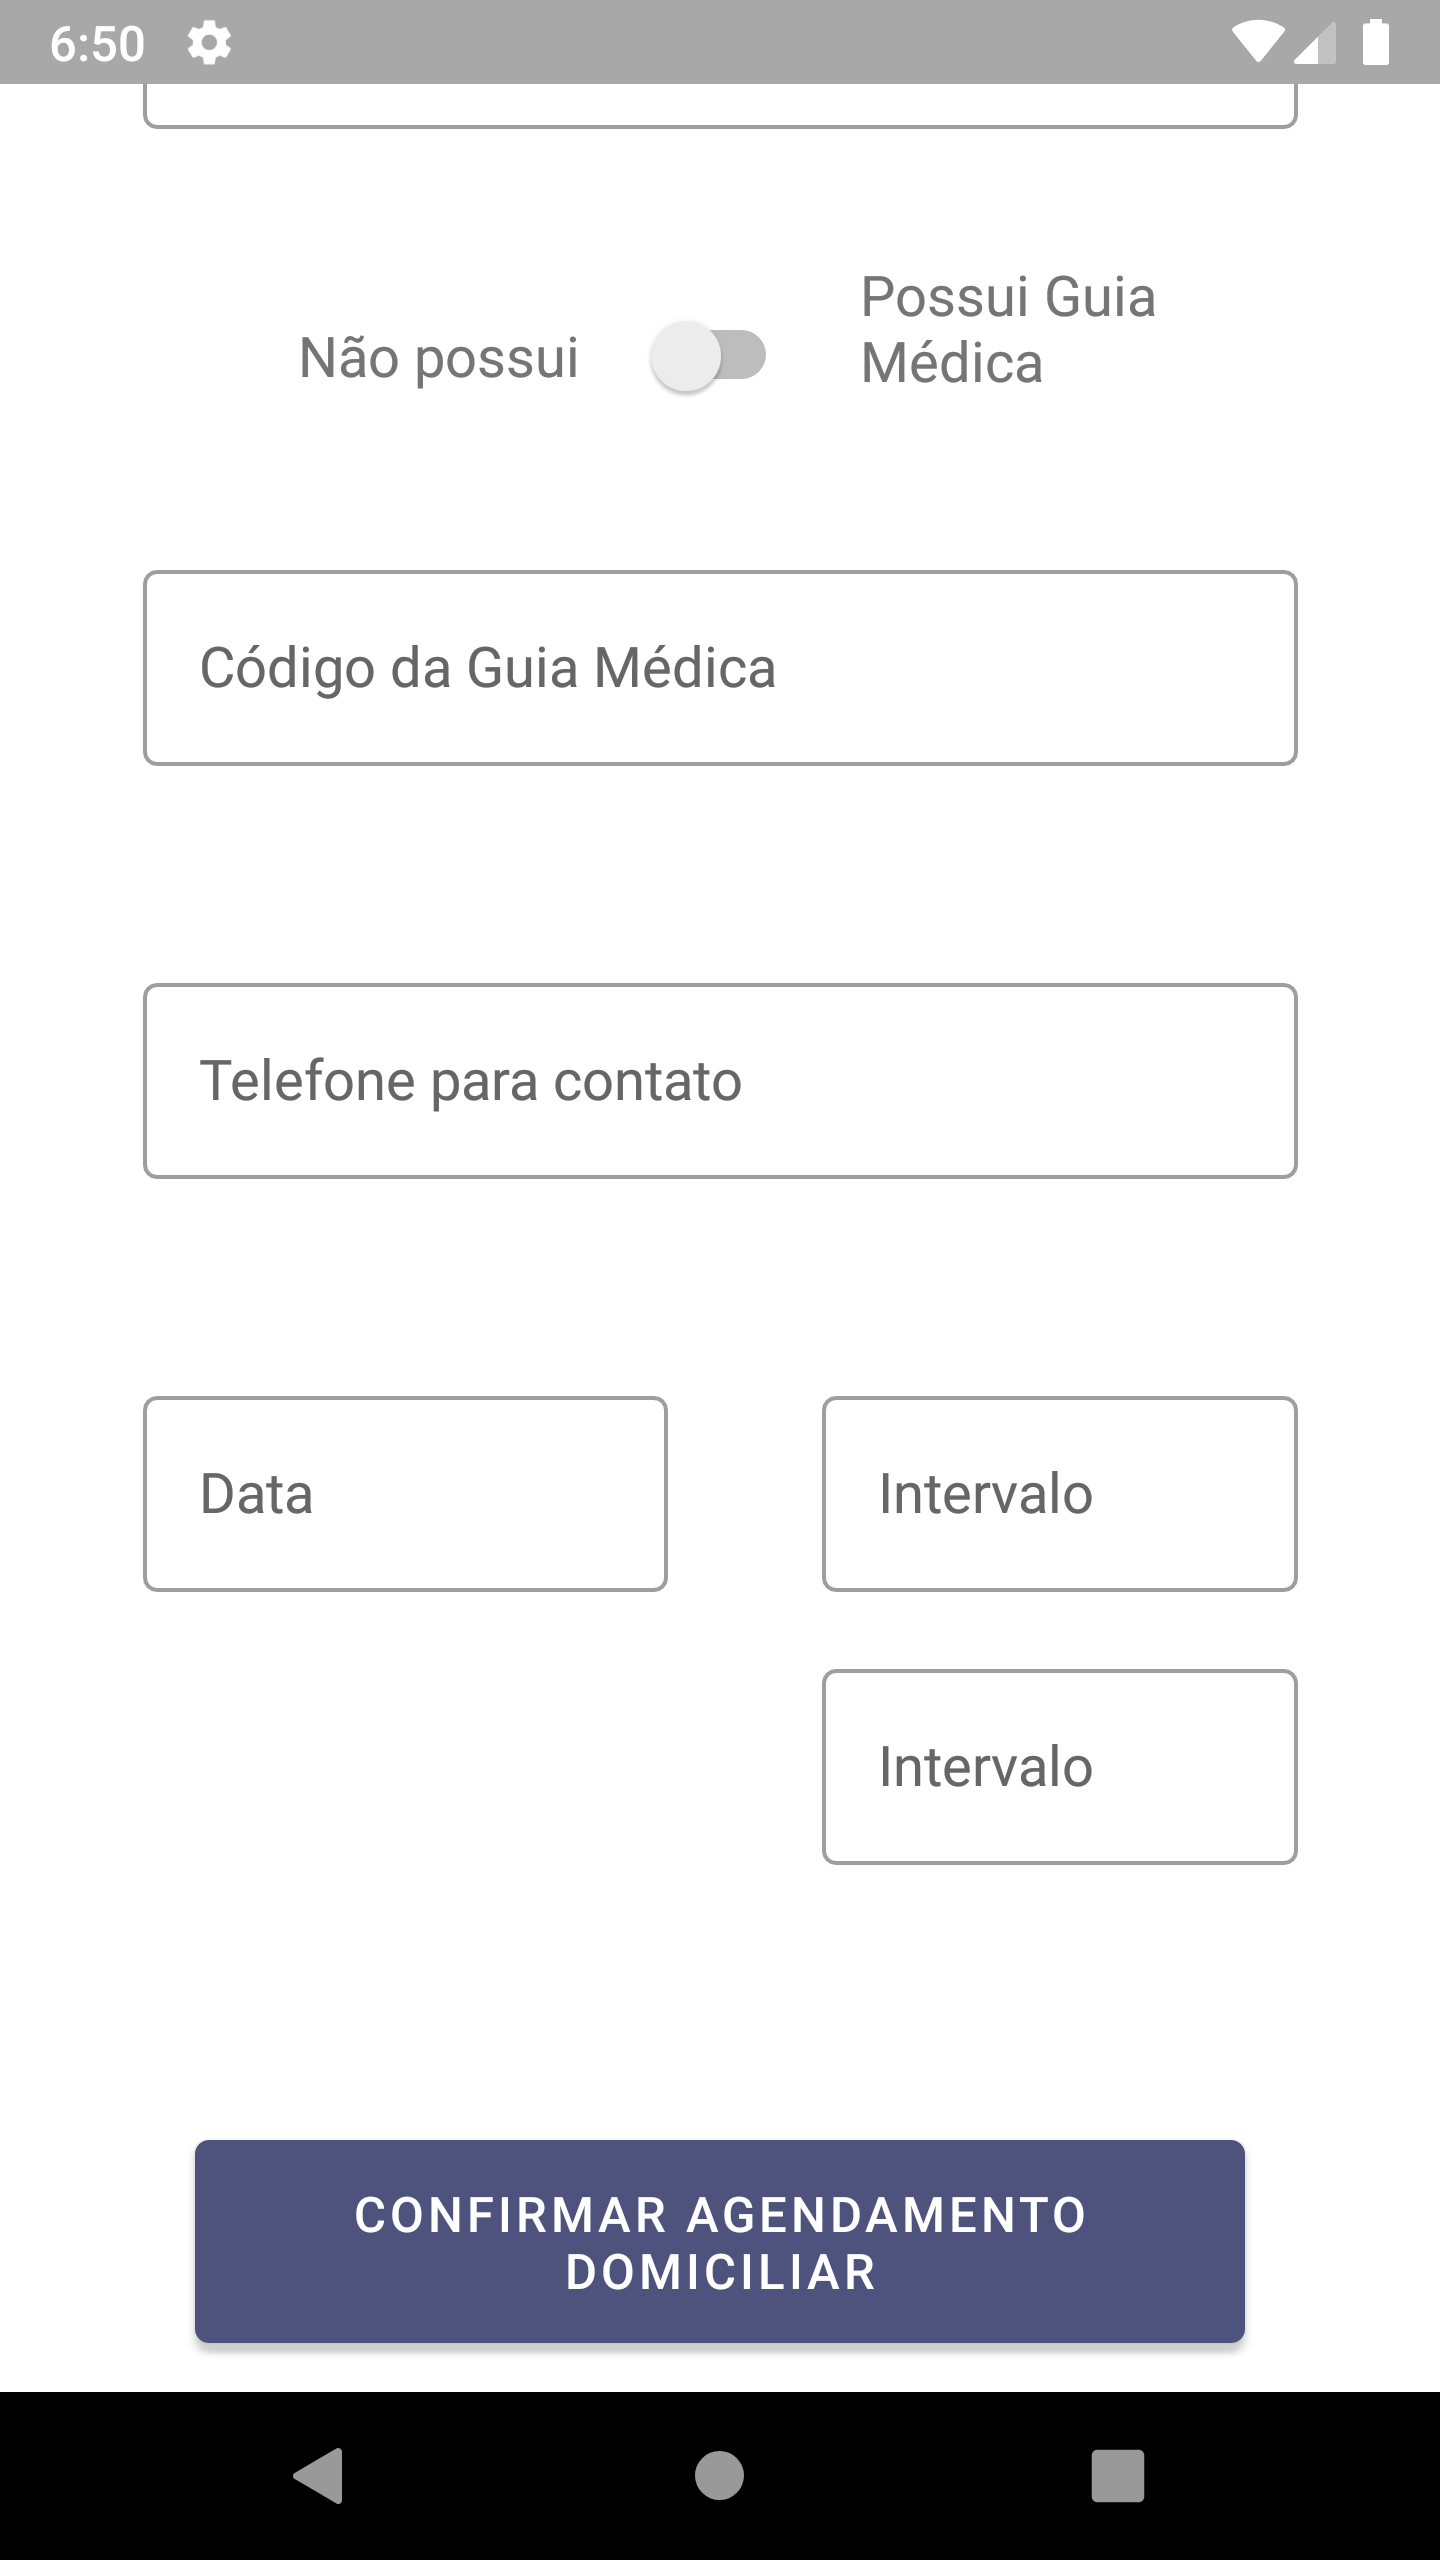 6:50
Não possui
Possui Guia
Médica
Código da Guia Médica
Telefone para contato
Data
Intervalo
Intervalo
CONFIRMAR AGENDAMENTO
DOMICILIAR